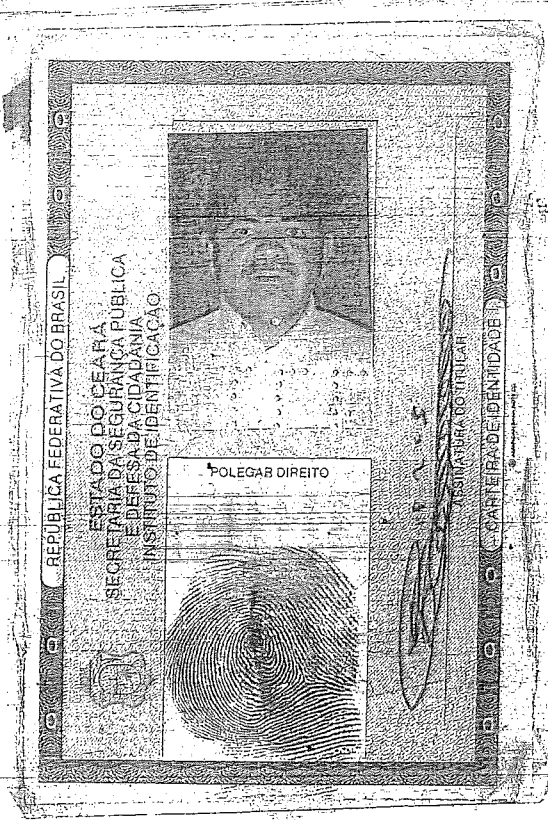 REPÚBLICA FEDERATIVA DO BRASIL
ESTADO DO CEARÁ
SECRETARIA DA SEGURANÇA PÚBLICA
E DEFESA DA CIDADANIA
INSTITUTO DE IDENTIFICAÇÃO
POLEGAR DIREITO
ASSINATURA DO TITULAR
CARTEIRA DE IDENTIDADE